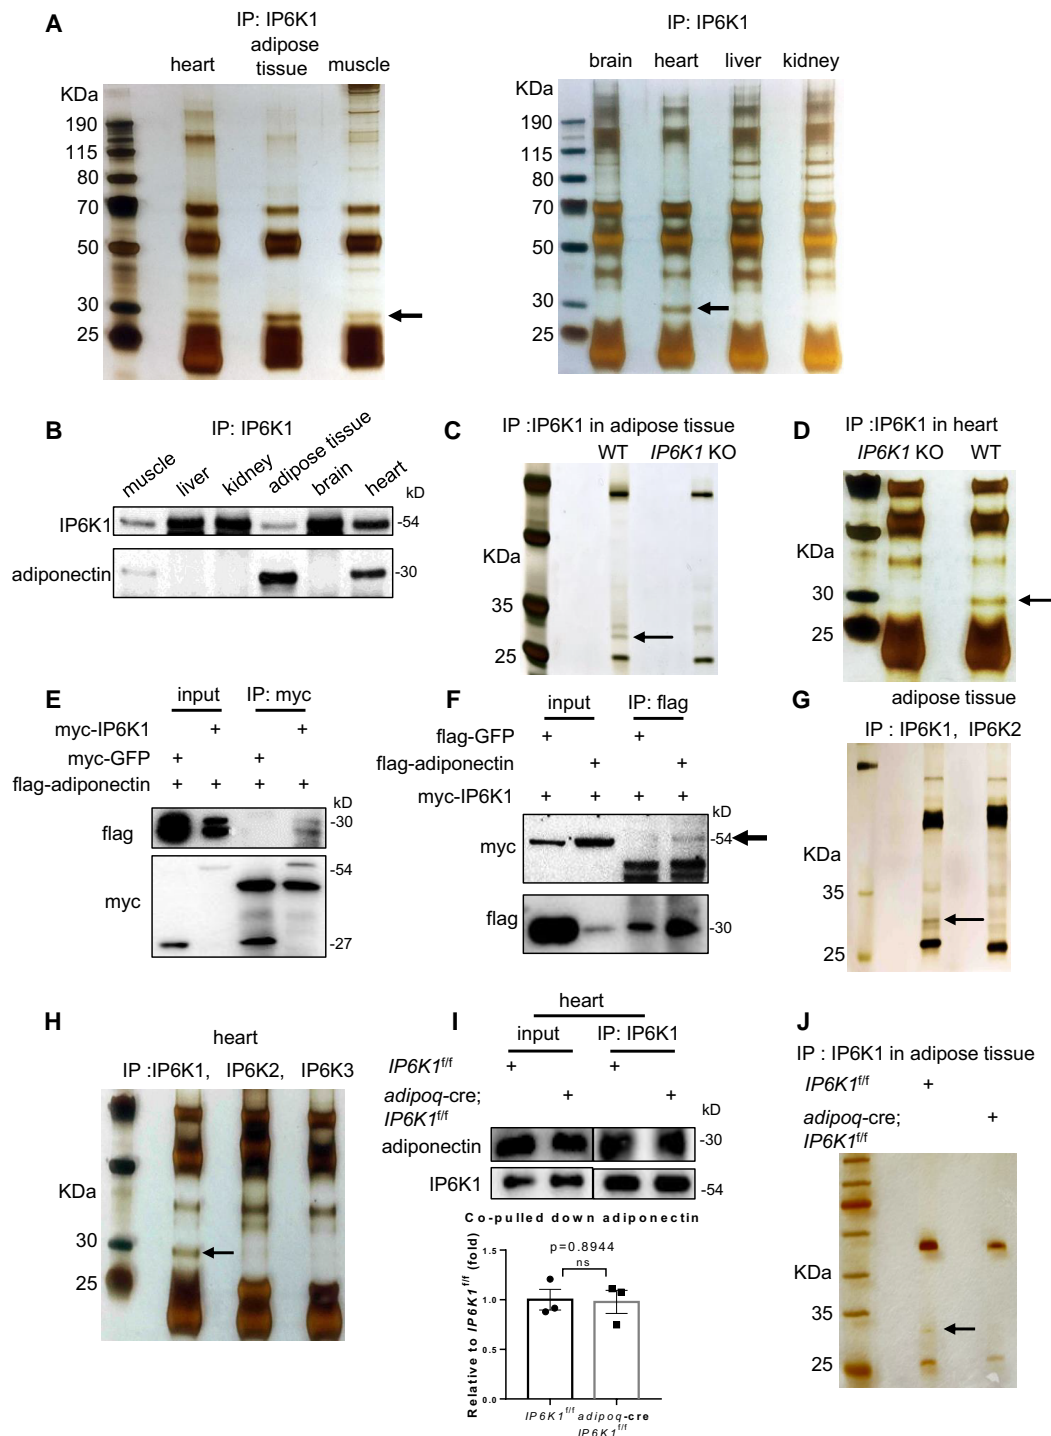 A
IP: IP6K1
heart
adipose
tissue
muscle
KDa
190
115
80
70
50
30
25
IP: IP6K1
brain heart liver kidney
KDa
190
115
80
70
50
30
25
B
IP: IP6K1
muscle liver kidney adipose tissue brain heart
kD
IP6K1
-54
adiponectin
-30
C
IP :IP6K1 in adipose tissue
WT IP6K1 KO
KDa
35
25
D
IP :IP6K1 in heart
IP6K1 KO WT
KDa
30
25
E
input IP: myc
myc-IP6K1 + +
myc-GFP + +
flag-adiponectin + + + +
kD
flag
-30
myc
-54
-27
F
input IP: flag
flag-GFP + +
flag-adiponectin + +
myc-IP6K1 + + + +
kD
myc
-54
flag
-30
G
adipose tissue
IP : IP6K1, IP6K2
KDa
35
25
H
heart
IP :IP6K1, IP6K2, IP6K3
KDa
30
25
I
heart
input IP: IP6K1
IP6K1f/f + +
adipoq-cre;
IP6K1f/f + +
kD
adiponectin
-30
IP6K1
-54
Co-pulled down adiponectin
p=0.8944
ns
Relative to IP6K1f/f (fold)
1.5
1.0
0.5
0.0
IP6K1f/f adipoq-cre
IP6K1f/f
J
IP : IP6K1 in adipose tissue
IP6K1f/f +
adipoq-cre;
IP6K1f/f +
KDa
35
25